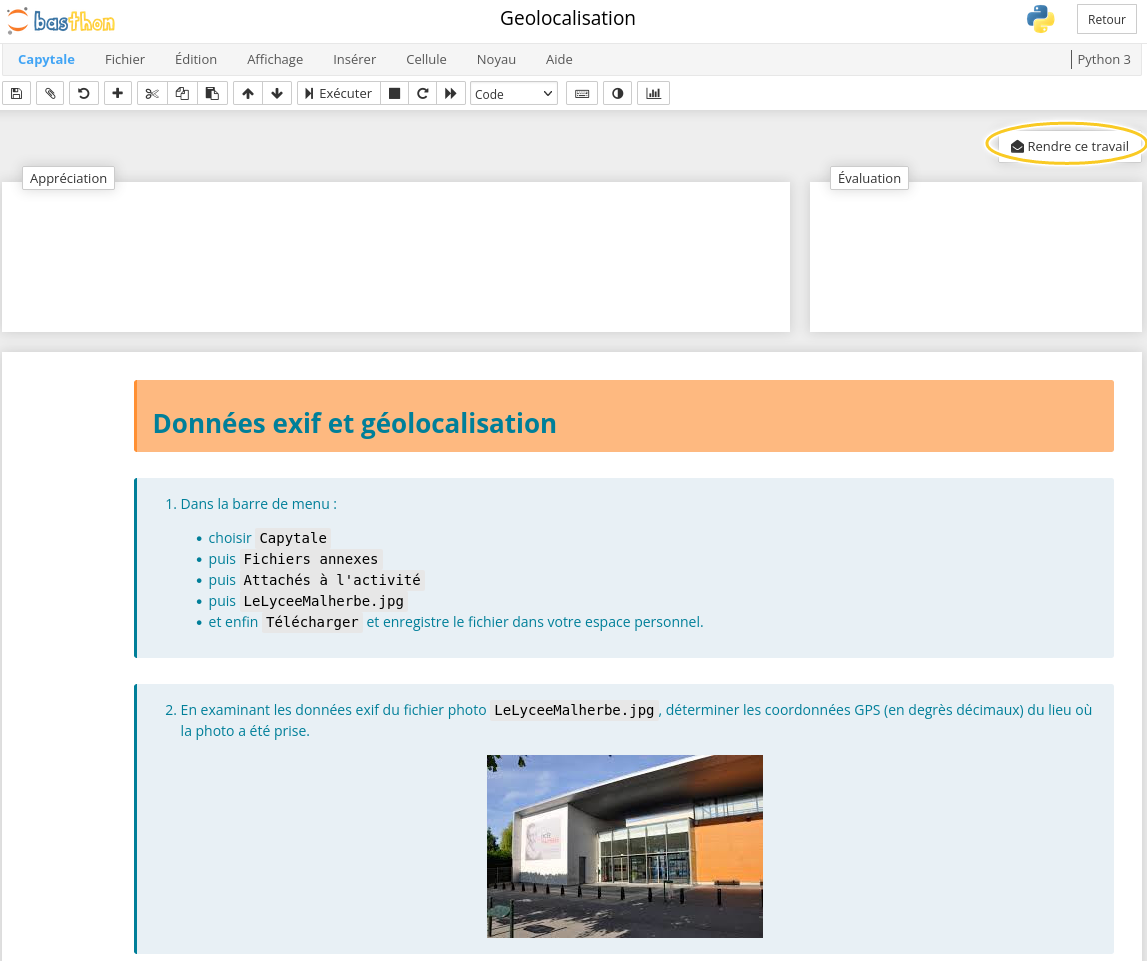 basthon
Geolocalisation
Retour
Capytale Fichier Édition Affichage Insérer Cellule Noyau Aide Python 3
Exécuter Code
Rendre ce travail
Appréciation Évaluation
Données exif et géolocalisation
1. Dans la barre de menu :
• choisir Capytale
• puis Fichiers annexes
• puis Attachés à l'activité
• puis LeLyceeMalherbe.jpg
• et enfin Télécharger et enregistre le fichier dans votre espace personnel.
2. En examinant les données exif du fichier photo LeLyceeMalherbe.jpg, déterminer les coordonnées GPS (en degrès décimaux) du lieu où
la photo a été prise.